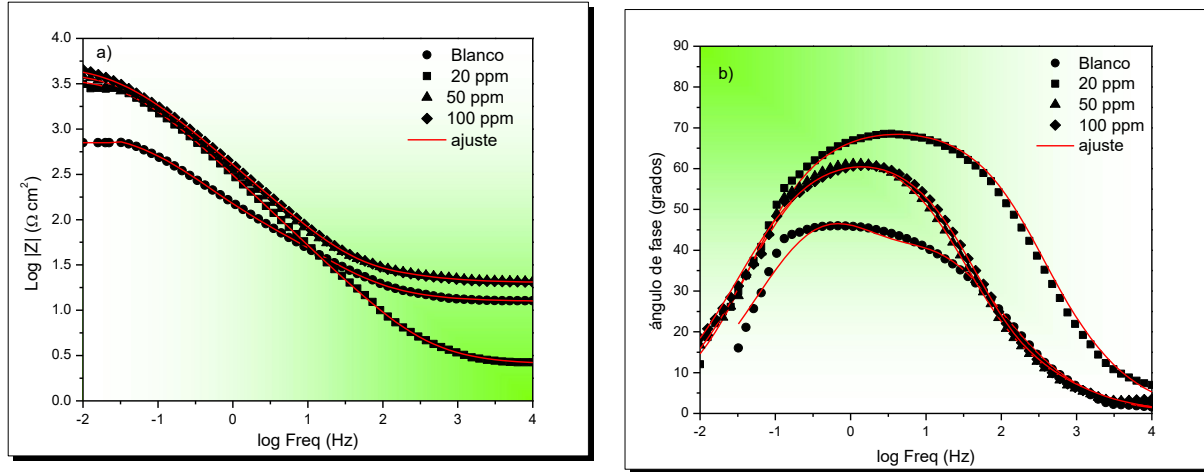 a)
Blanco
20 ppm
50 ppm
100 ppm
ajuste
4.0
3.5
3.0
2.5
2.0
1.5
1.0
0.5
0.0
Log |Z| (Ω cm²)
-2 -1 0 1 2 3 4
log Freq (Hz)
b)
Blanco
20 ppm
50 ppm
100 ppm
ajuste
90
80
70
60
50
40
30
20
10
0
ángulo de fase (grados)
-2 -1 0 1 2 3 4
log Freq (Hz)